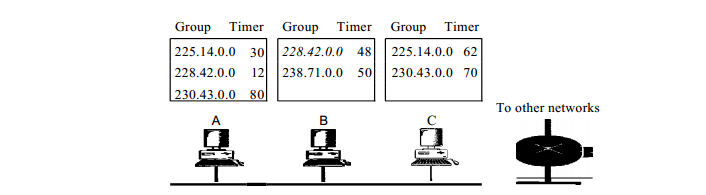 Group Timer Group Timer Group Timer
225.14.0.0 30 228.42.0.0 48 225.14.0.0 62
228.42.0.0 12 238.71.0.0 50 230.43.0.0 70
230.43.0.0 80
To other networks
A B C